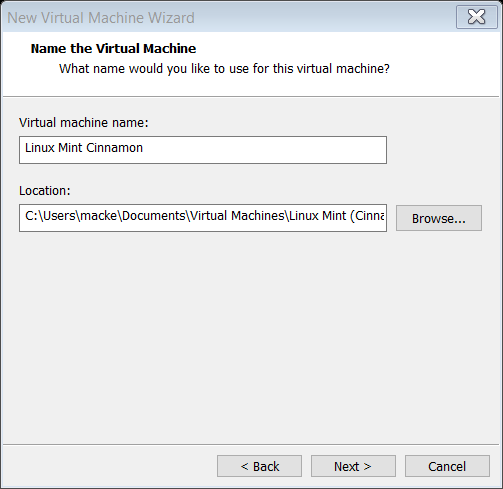 New Virtual Machine Wizard
Name the Virtual Machine
What name would you like to use for this virtual machine?
Virtual machine name:
Linux Mint Cinnamon
Location:
C:\Users\macke\Documents\Virtual Machines\Linux Mint (Cinna
Browse...
< Back
Next >
Cancel